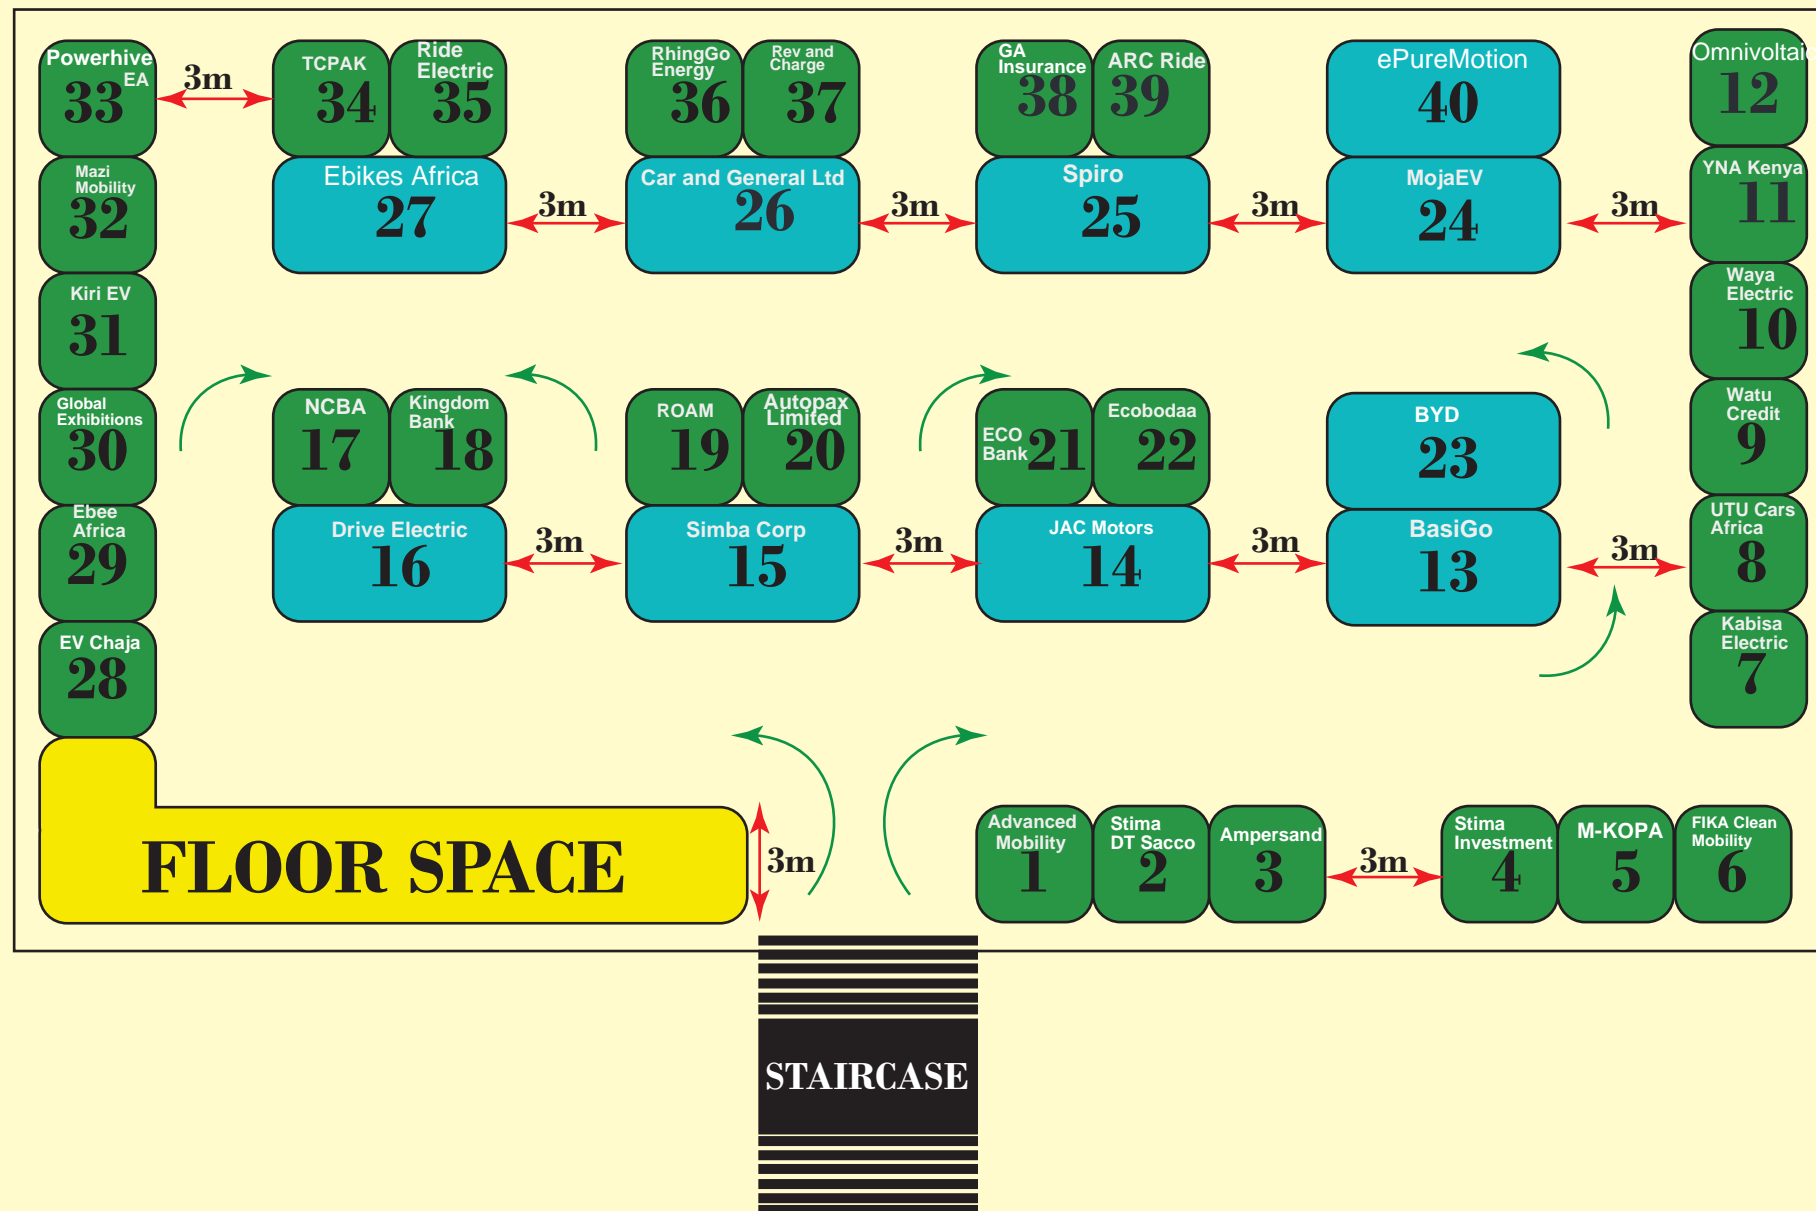 Powerhive
EA
33
3m
TCPAK
34
Ride
Electric
35
RhingGo
Energy
36
Rev and
Charge
37
GA
Insurance
38
ARC Ride
39
ePureMotion
40
Omnivoltaic
12
Mazi
Mobility
32
Ebikes Africa
27
3m
Car and General Ltd
26
3m
Spiro
25
3m
MojaEV
24
3m
YNA Kenya
11
Kiri EV
31
Waya
Electric
10
Global
Exhibitions
30
NCBA
17
Kingdom
Bank
18
ROAM
19
Autopax
Limited
20
ECO
Bank
21
Ecobodaa
22
BYD
23
Watu
Credit
9
Ebee
Africa
29
Drive Electric
16
3m
Simba Corp
15
3m
JAC Motors
14
3m
BasiGo
13
3m
UTU Cars
Africa
8
EV Chaja
28
Kabisa
Electric
7
FLOOR SPACE
3m
Advanced
Mobility
1
Stima
DT Sacco
2
Ampersand
3
3m
Stima
Investment
4
M-KOPA
5
FIKA Clean
Mobility
6
STAIRCASE